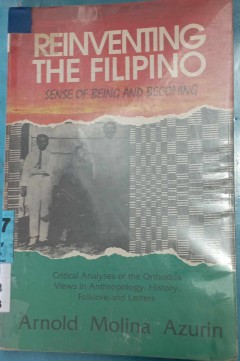 REINVENTING
THE FILIPINO
SENSE OF BEING AND BECOMING
Critical Analyses of the Orthodox
Views in Anthropology, History,
Folklore and Letters
Arnold Molina Azurin
7